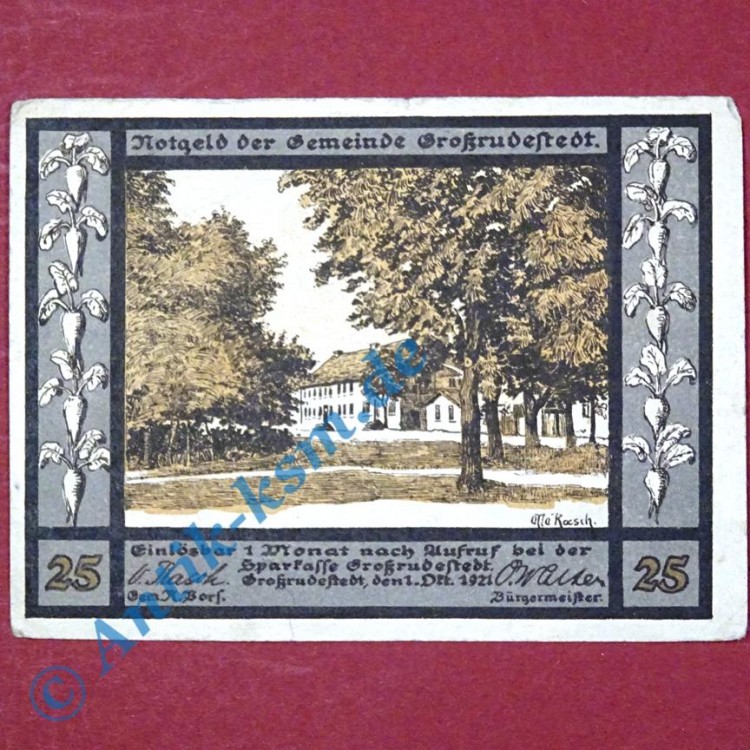 Notgeld der Gemeinde Großrudestedt.
Otto Kaesch.
Einlösbar 1 Monat nach Aufruf bei der
Sparkasse Großrudestedt.
Großrudestedt, den 1. Okt. 1921
25
25
Gem. R. Vors.
Bürgermeister.
© Antik-ksm.de